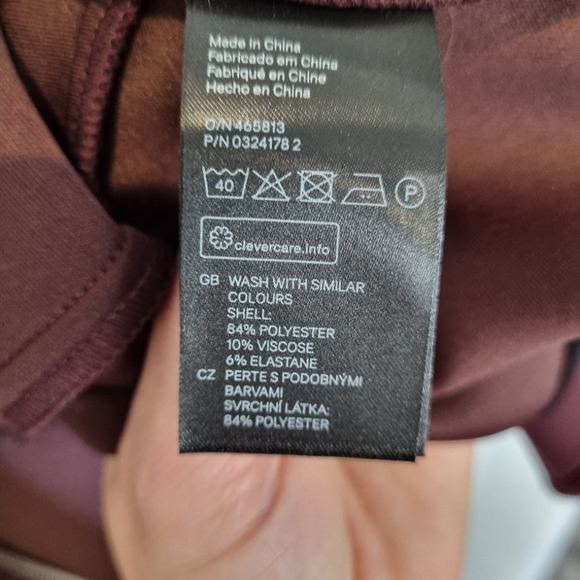 Made in China
Fabricado em China
Fabriqué en Chine
Hecho en China
O/N 465813
P/N 0324178 2
40 P
clevercare.info
GB WASH WITH SIMILAR
COLOURS
SHELL:
84% POLYESTER
10% VISCOSE
6% ELASTANE
CZ PERTE S PODOBNÝMI
BARVAMI
SVRCHNÍ LÁTKA:
84% POLYESTER